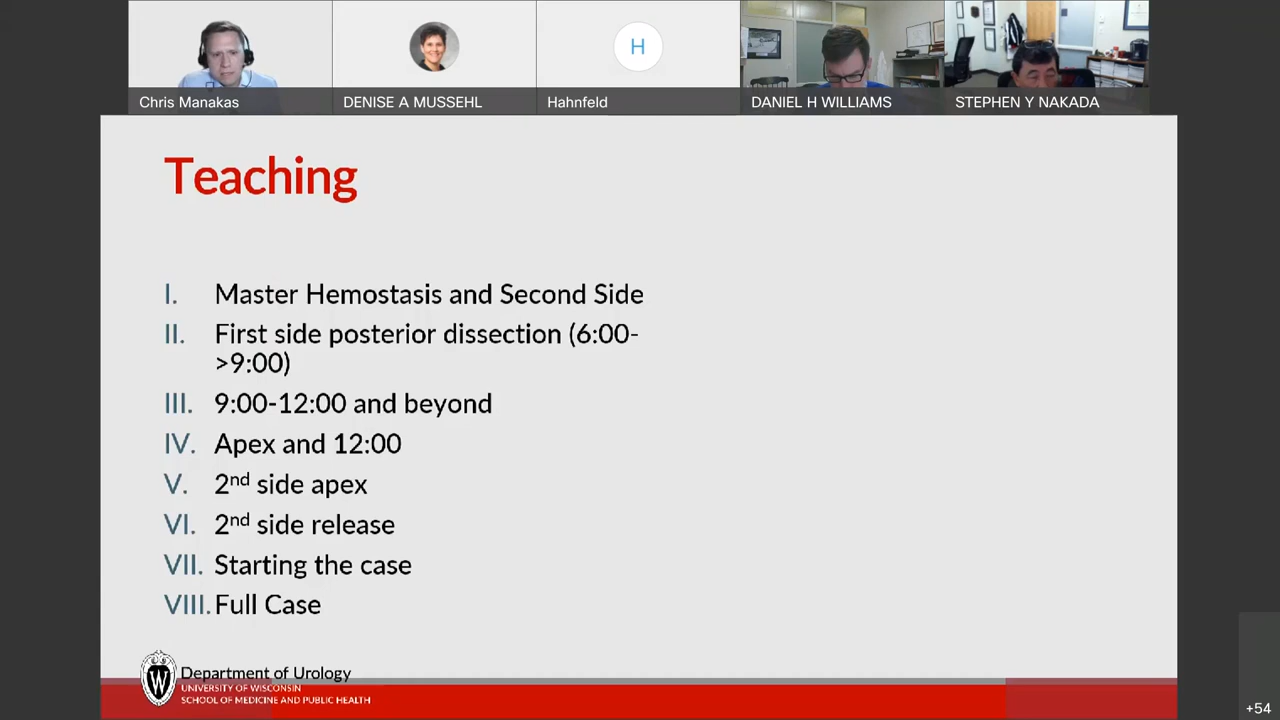 H
Chris Manakas
DENISE A MUSSEHL
Hahnfeld
DANIEL H WILLIAMS
STEPHEN Y NAKADA
Teaching
I. Master Hemostasis and Second Side
II. First side posterior dissection (6:00-
>9:00)
III. 9:00-12:00 and beyond
IV. Apex and 12:00
V. 2nd side apex
VI. 2nd side release
VII. Starting the case
VIII. Full Case
W
Department of Urology
UNIVERSITY OF WISCONSIN
SCHOOL OF MEDICINE AND PUBLIC HEALTH
+54